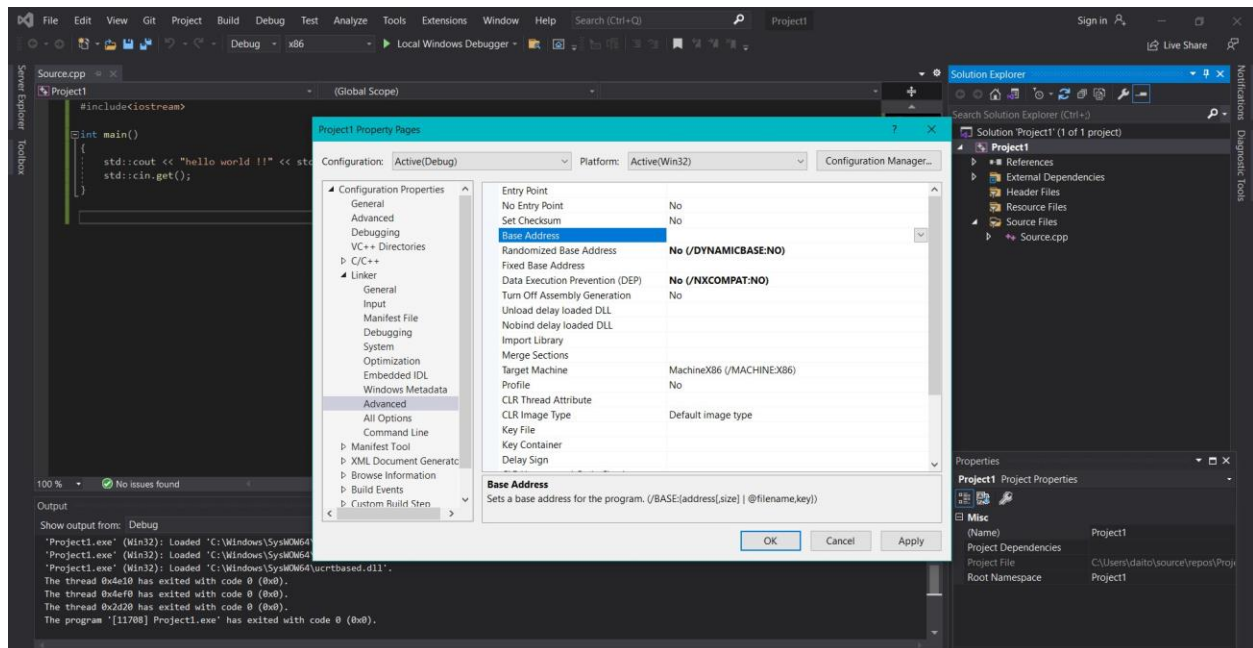 File Edit View Git Project Build Debug Test Analyze Tools Extensions Window Help Search (Ctrl+Q) Project1 Sign in
Debug x86 Local Windows Debugger Live Share
Server Explorer
Toolbox
Source.cpp
Project1 (Global Scope)
#include<iostream>
int main()
{
std::cout << "hello world !!" << std
std::cin.get();
}
Project1 Property Pages ? ×
Configuration: Active(Debug) Platform: Active(Win32) Configuration Manager...
Configuration Properties
General
Advanced
Debugging
VC++ Directories
C/C++
Linker
General
Input
Manifest File
Debugging
System
Optimization
Embedded IDL
Windows Metadata
Advanced
All Options
Command Line
Manifest Tool
XML Document Generatc
Browse Information
Build Events
Custom Build Step
Entry Point
No Entry Point No
Set Checksum No
Base Address
Randomized Base Address No (/DYNAMICBASE:NO)
Fixed Base Address
Data Execution Prevention (DEP) No (/NXCOMPAT:NO)
Turn Off Assembly Generation No
Unload delay loaded DLL
Nobind delay loaded DLL
Import Library
Merge Sections
Target Machine MachineX86 (/MACHINE:X86)
Profile No
CLR Thread Attribute
CLR Image Type Default image type
Key File
Key Container
Delay Sign
Base Address
Sets a base address for the program. (/BASE:{address[,size] | @filename,key})
OK Cancel Apply
100 % No issues found
Output
Show output from: Debug
'Project1.exe' (Win32): Loaded 'C:\Windows\SysWOW64\
'Project1.exe' (Win32): Loaded 'C:\Windows\SysWOW64\
'Project1.exe' (Win32): Loaded 'C:\Windows\SysWOW64\ucrtbased.dll'.
The thread 0x4e10 has exited with code 0 (0x0).
The thread 0x4ef0 has exited with code 0 (0x0).
The thread 0x2d20 has exited with code 0 (0x0).
The program '[11708] Project1.exe' has exited with code 0 (0x0).
Solution Explorer
Search Solution Explorer (Ctrl+;)
Solution 'Project1' (1 of 1 project)
Project1
References
External Dependencies
Header Files
Resource Files
Source Files
Source.cpp
Properties
Project1 Project Properties
Misc
(Name) Project1
Project Dependencies
Project File C:\Users\daito\source\repos\Proj
Root Namespace Project1
Notifications
Diagnostic Tools